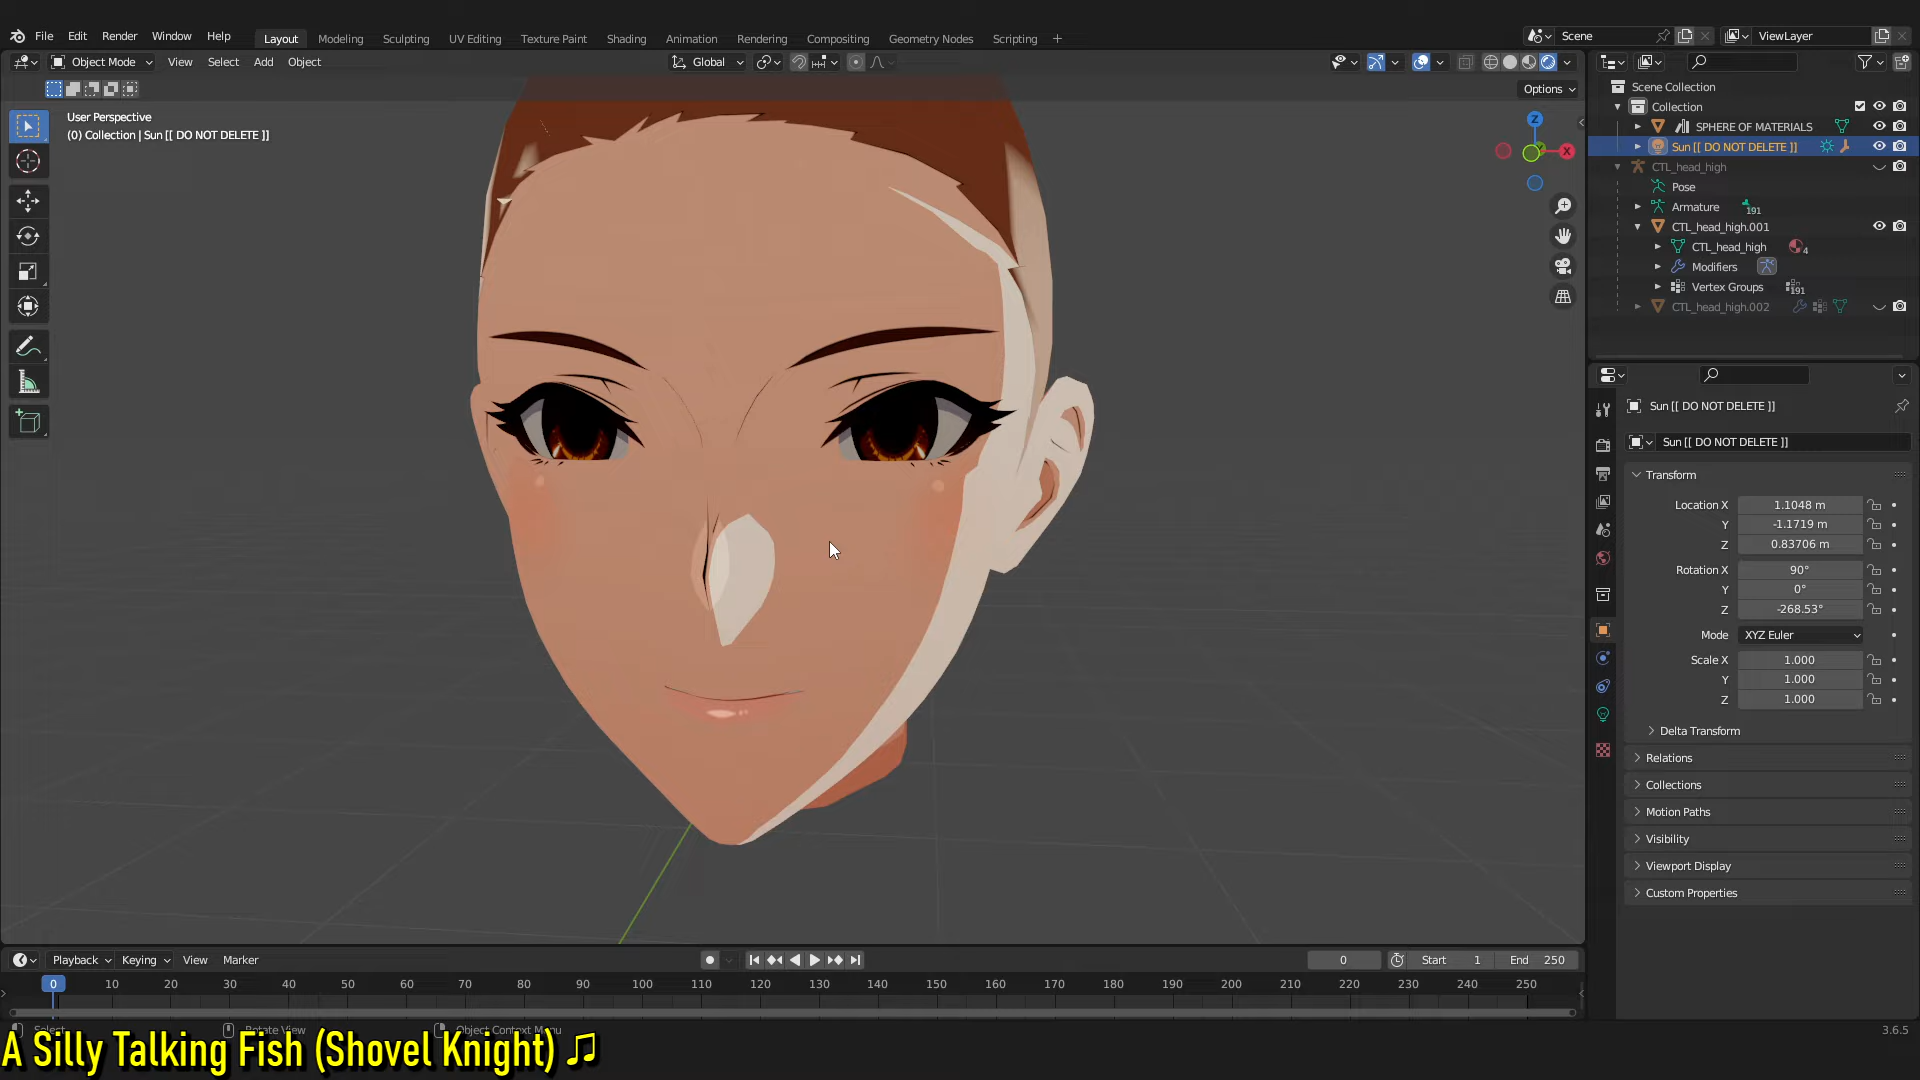 File Edit Render Window Help Layout Modeling Sculpting UV Editing Texture Paint Shading Animation Rendering Compositing Geometry Nodes Scripting + Scene ViewLayer
Object Mode View Select Add Object Global
Options
User Perspective
(0) Collection | Sun [[ DO NOT DELETE ]]
Z
X
Scene Collection
Collection
SPHERE OF MATERIALS
Sun [[ DO NOT DELETE ]]
CTL_head_high
Pose
Armature 191
CTL_head_high.001
CTL_head_high 4
Modifiers
Vertex Groups 191
CTL_head_high.002
Sun [[ DO NOT DELETE ]]
Sun [[ DO NOT DELETE ]]
Transform
Location X 1.1048 m
Y -1.1719 m
Z 0.83706 m
Rotation X 90°
Y 0°
Z -268.53°
Mode XYZ Euler
Scale X 1.000
Y 1.000
Z 1.000
Delta Transform
Relations
Collections
Motion Paths
Visibility
Viewport Display
Custom Properties
Playback Keying View Marker 0 Start 1 End 250
0 10 20 30 40 50 60 70 80 90 100 110 120 130 140 150 160 170 180 190 200 210 220 230 240 250
Select Rotate View Object Context Menu 3.6.5
A Silly Talking Fish (Shovel Knight) ♫